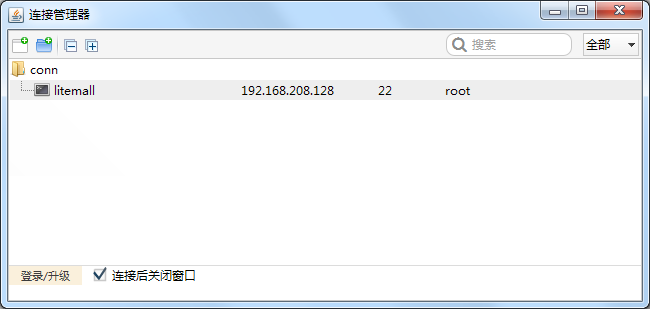 连接管理器
搜索 全部
conn
litemall 192.168.208.128 22 root
登录/升级 连接后关闭窗口